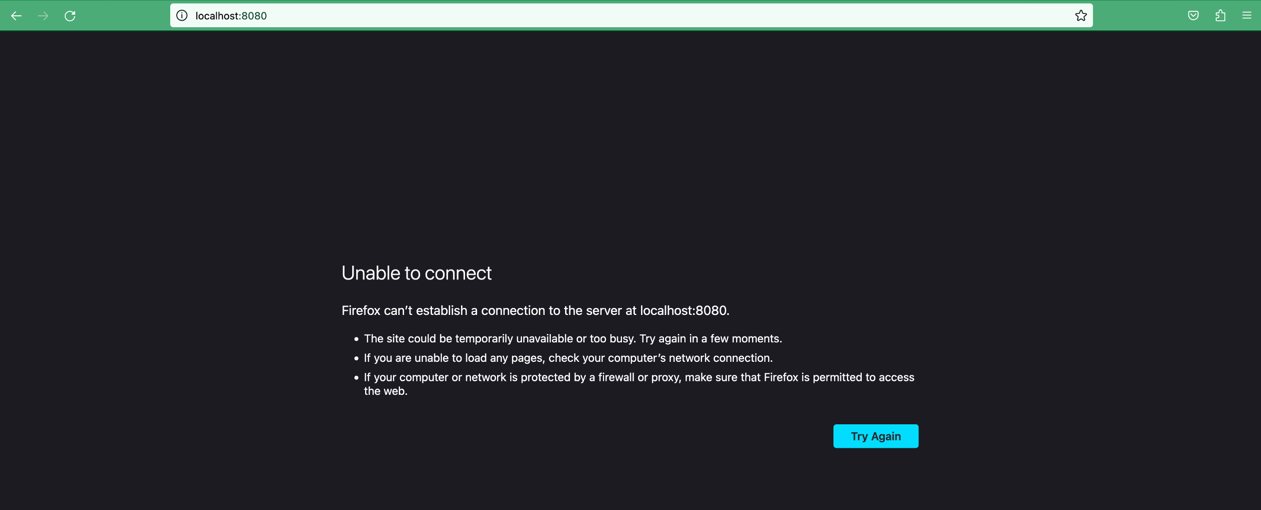 localhost:8080
Unable to connect
Firefox can’t establish a connection to the server at localhost:8080.
The site could be temporarily unavailable or too busy. Try again in a few moments.
If you are unable to load any pages, check your computer’s network connection.
If your computer or network is protected by a firewall or proxy, make sure that Firefox is permitted to access
the web.
Try Again